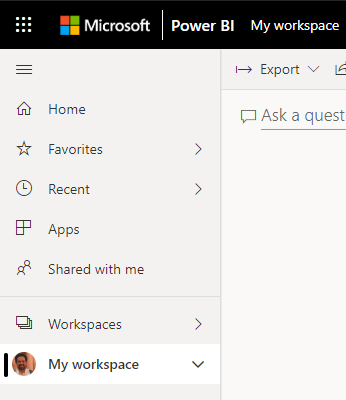 Microsoft Power BI My workspace
Export
Ask a quest
Home
Favorites
Recent
Apps
Shared with me
Workspaces
My workspace